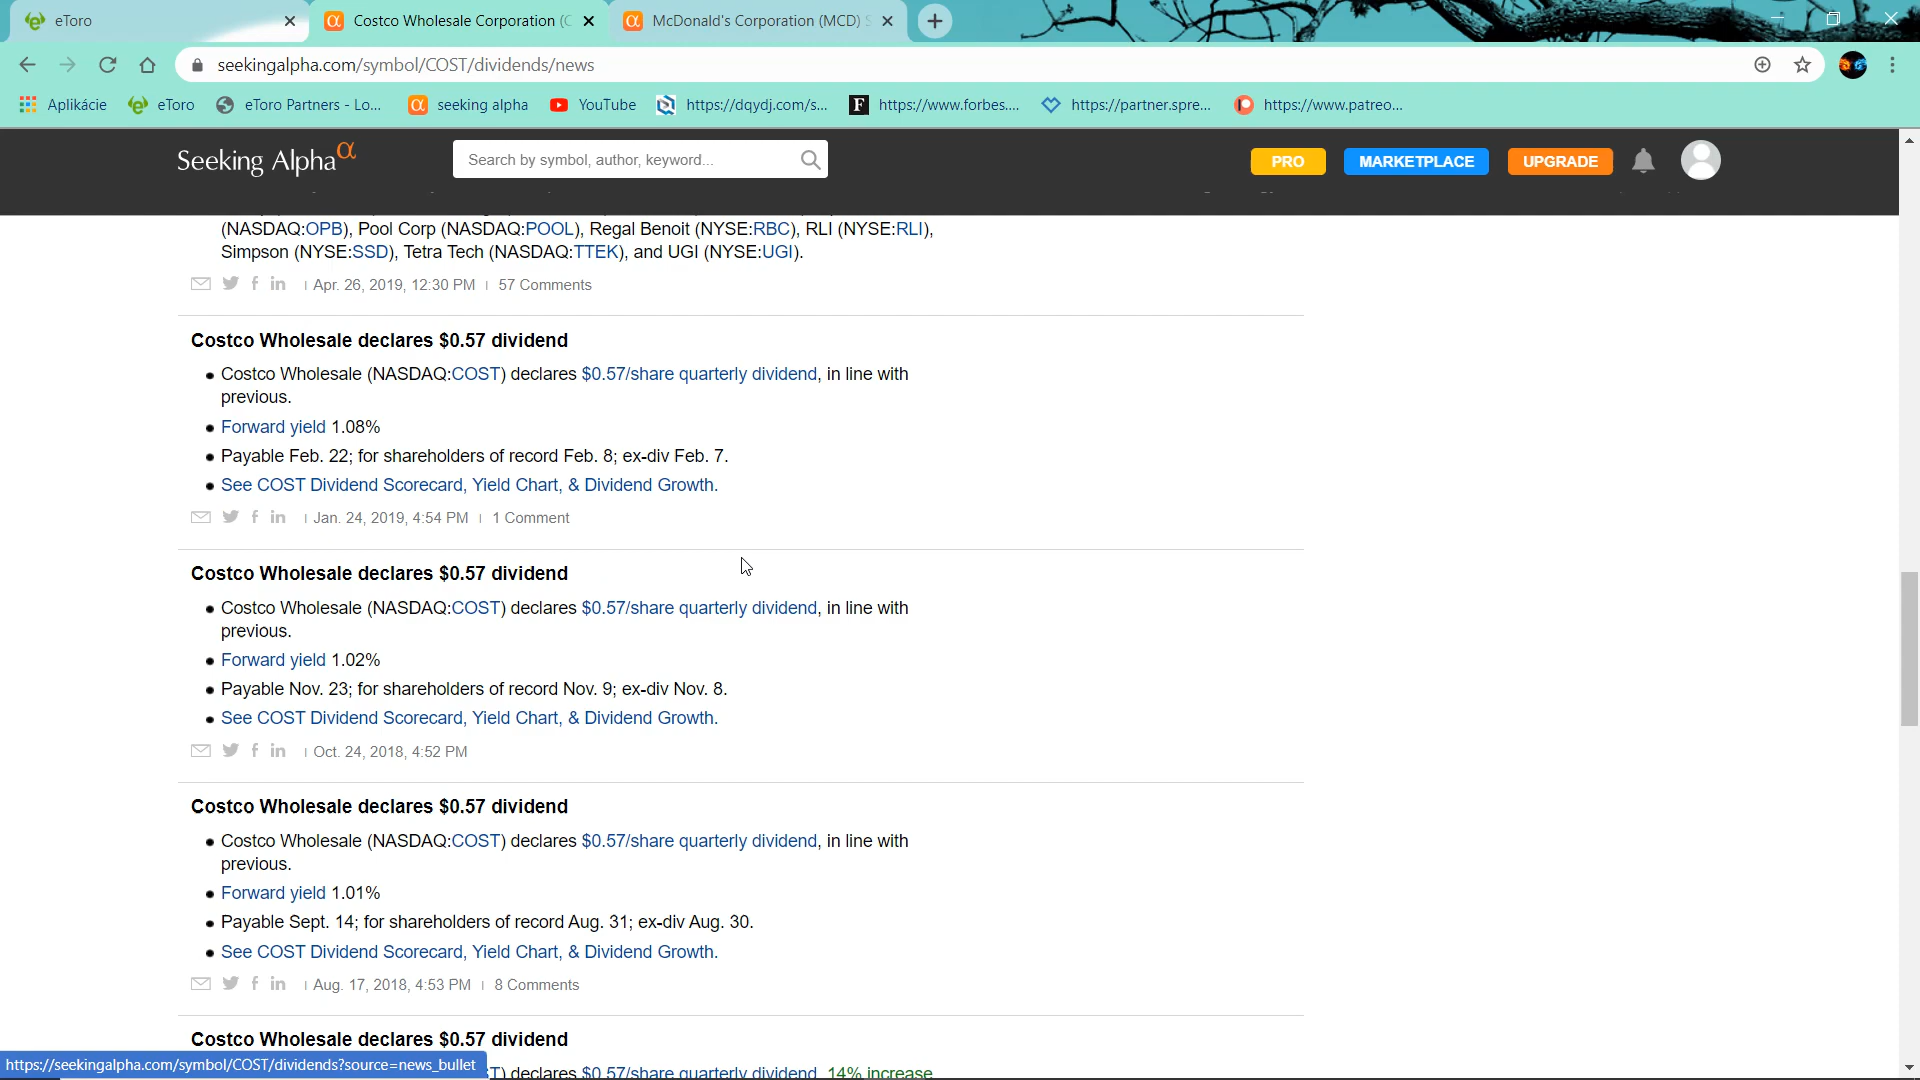 eToro
Costco Wholesale Corporation (C
McDonald's Corporation (MCD) S
seekingalpha.com/symbol/COST/dividends/news
Aplikácie
eToro
eToro Partners - Lo...
seeking alpha
YouTube
https://dqydj.com/s...
https://www.forbes....
https://partner.spre...
https://www.patreo...
Seeking Alpha α
Search by symbol, author, keyword...
PRO
MARKETPLACE
UPGRADE
(NASDAQ:OPB), Pool Corp (NASDAQ:POOL), Regal Benoit (NYSE:RBC), RLI (NYSE:RLI),
Simpson (NYSE:SSD), Tetra Tech (NASDAQ:TTEK), and UGI (NYSE:UGI).
Apr. 26, 2019, 12:30 PM | 57 Comments
Costco Wholesale declares $0.57 dividend
Costco Wholesale (NASDAQ:COST) declares $0.57/share quarterly dividend, in line with
previous.
Forward yield 1.08%
Payable Feb. 22; for shareholders of record Feb. 8; ex-div Feb. 7.
See COST Dividend Scorecard, Yield Chart, & Dividend Growth.
Jan. 24, 2019, 4:54 PM | 1 Comment
Costco Wholesale declares $0.57 dividend
Costco Wholesale (NASDAQ:COST) declares $0.57/share quarterly dividend, in line with
previous.
Forward yield 1.02%
Payable Nov. 23; for shareholders of record Nov. 9; ex-div Nov. 8.
See COST Dividend Scorecard, Yield Chart, & Dividend Growth.
Oct. 24, 2018, 4:52 PM
Costco Wholesale declares $0.57 dividend
Costco Wholesale (NASDAQ:COST) declares $0.57/share quarterly dividend, in line with
previous.
Forward yield 1.01%
Payable Sept. 14; for shareholders of record Aug. 31; ex-div Aug. 30.
See COST Dividend Scorecard, Yield Chart, & Dividend Growth.
Aug. 17, 2018, 4:53 PM | 8 Comments
Costco Wholesale declares $0.57 dividend
https://seekingalpha.com/symbol/COST/dividends?source=news_bullet
T) declares $0.57/share quarterly dividend, 14% increase